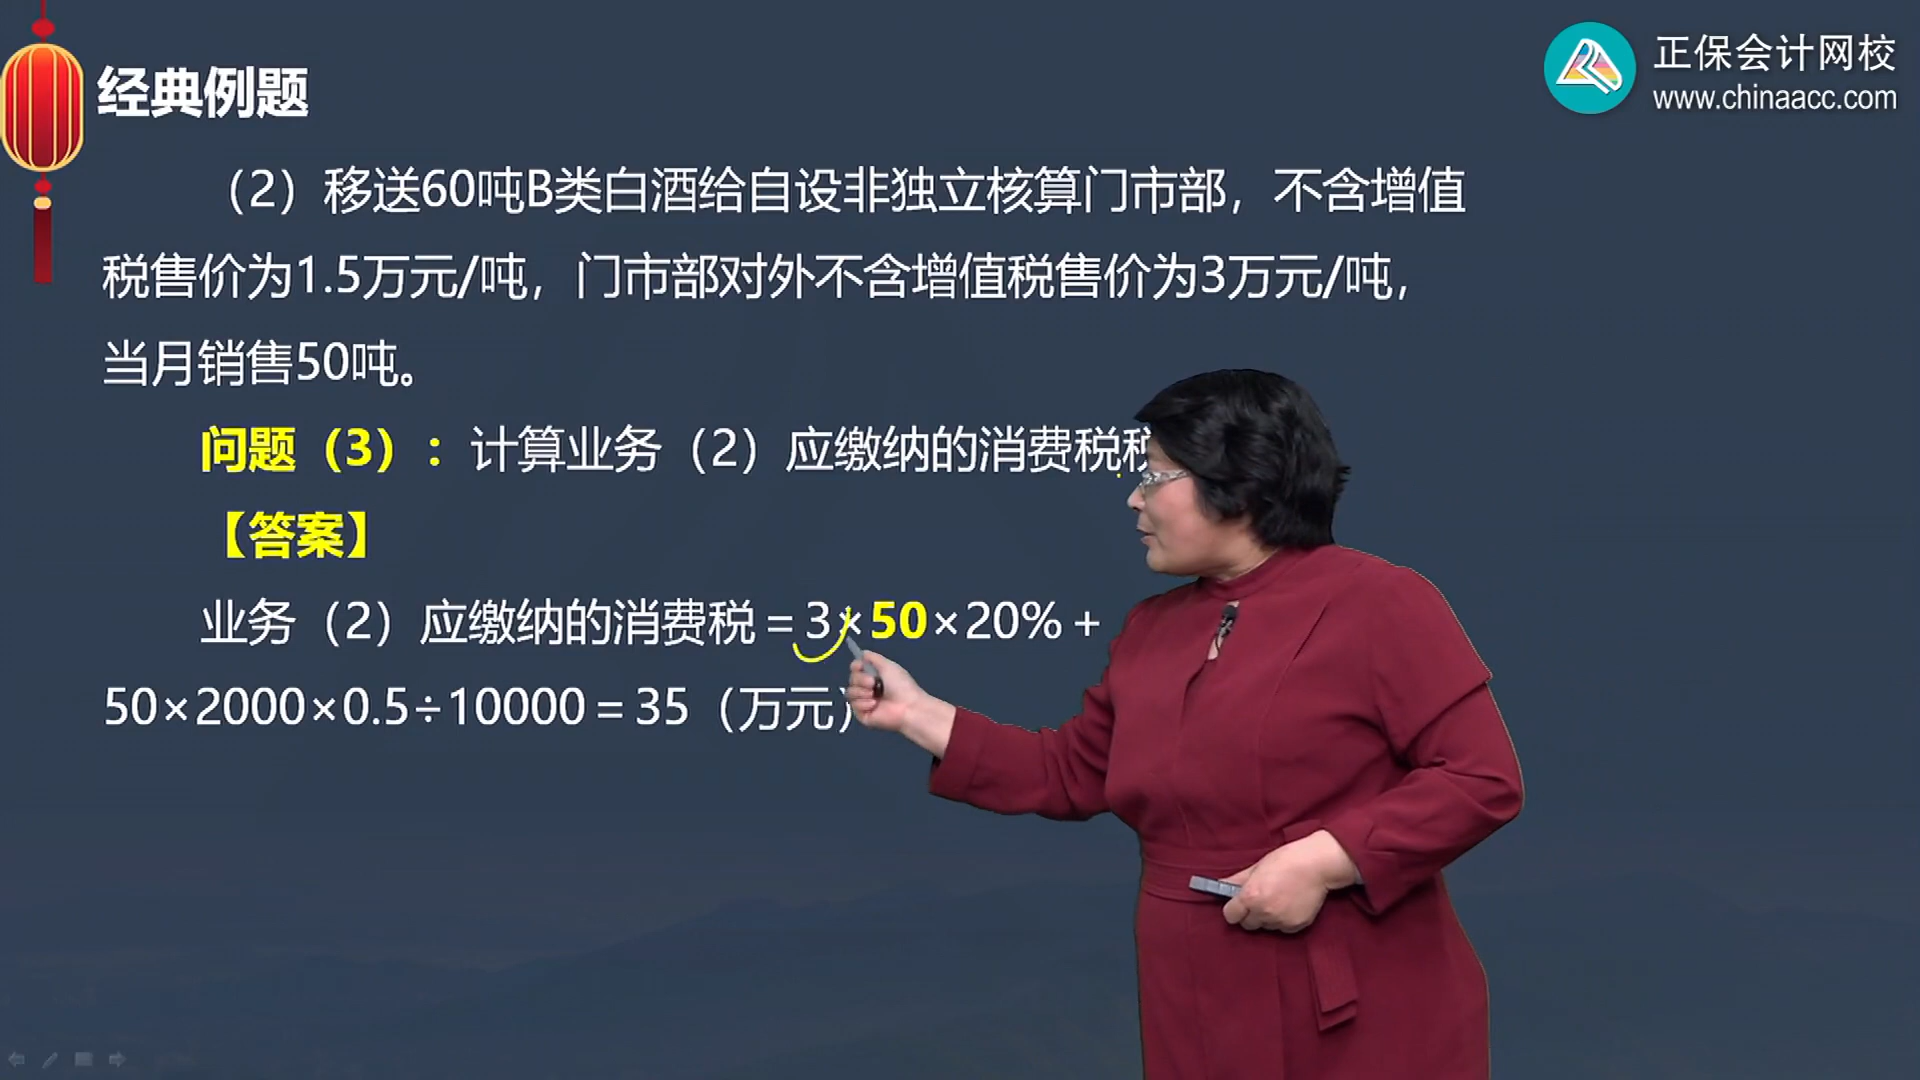 正保会计网校
www.chinaacc.com
经典例题
（2）移送60吨B类白酒给自设非独立核算门市部，不含增值
税售价为1.5万元/吨，门市部对外不含增值税售价为3万元/吨，
当月销售50吨。
问题（3）：计算业务（2）应缴纳的消费税税
【答案】
业务（2）应缴纳的消费税＝3×50×20%＋
50×2000×0.5÷10000＝35（万元）